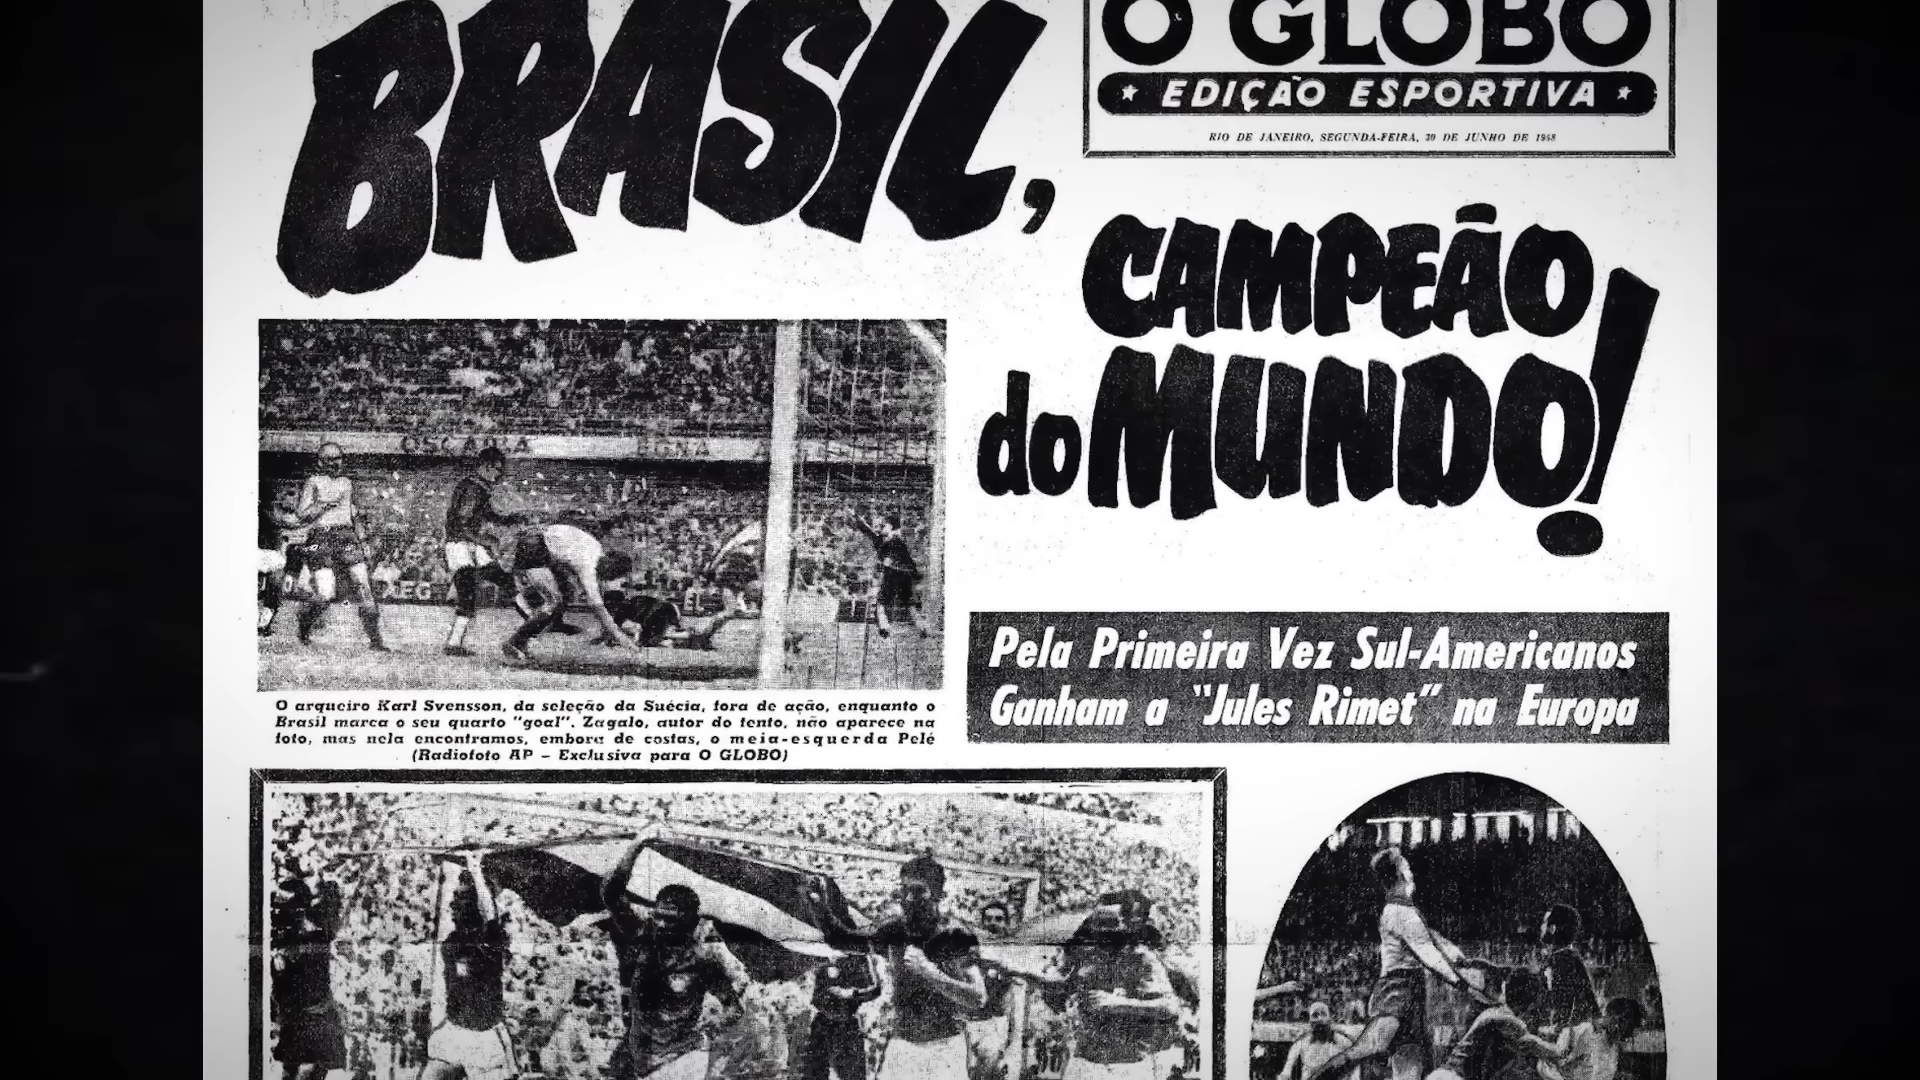 BRASIL,
O GLOBO
EDIÇÃO ESPORTIVA
RIO DE JANEIRO, SEGUNDA-FEIRA, 30 DE JUNHO DE 1958
CAMPEÃO
do MUNDO!
Pela Primeira Vez Sul-Americanos
Ganham a "Jules Rimet" na Europa
AEG
O arqueiro Karl Svensson, da seleção da Suécia, fora de ação, enquanto o
Brasil marca o seu quarto "goal". Zagalo, autor do tento, não aparece na
foto, mas nela encontramos, embora de costas, o meia-esquerda Pelé
(Radiofoto AP - Exclusiva para O GLOBO)